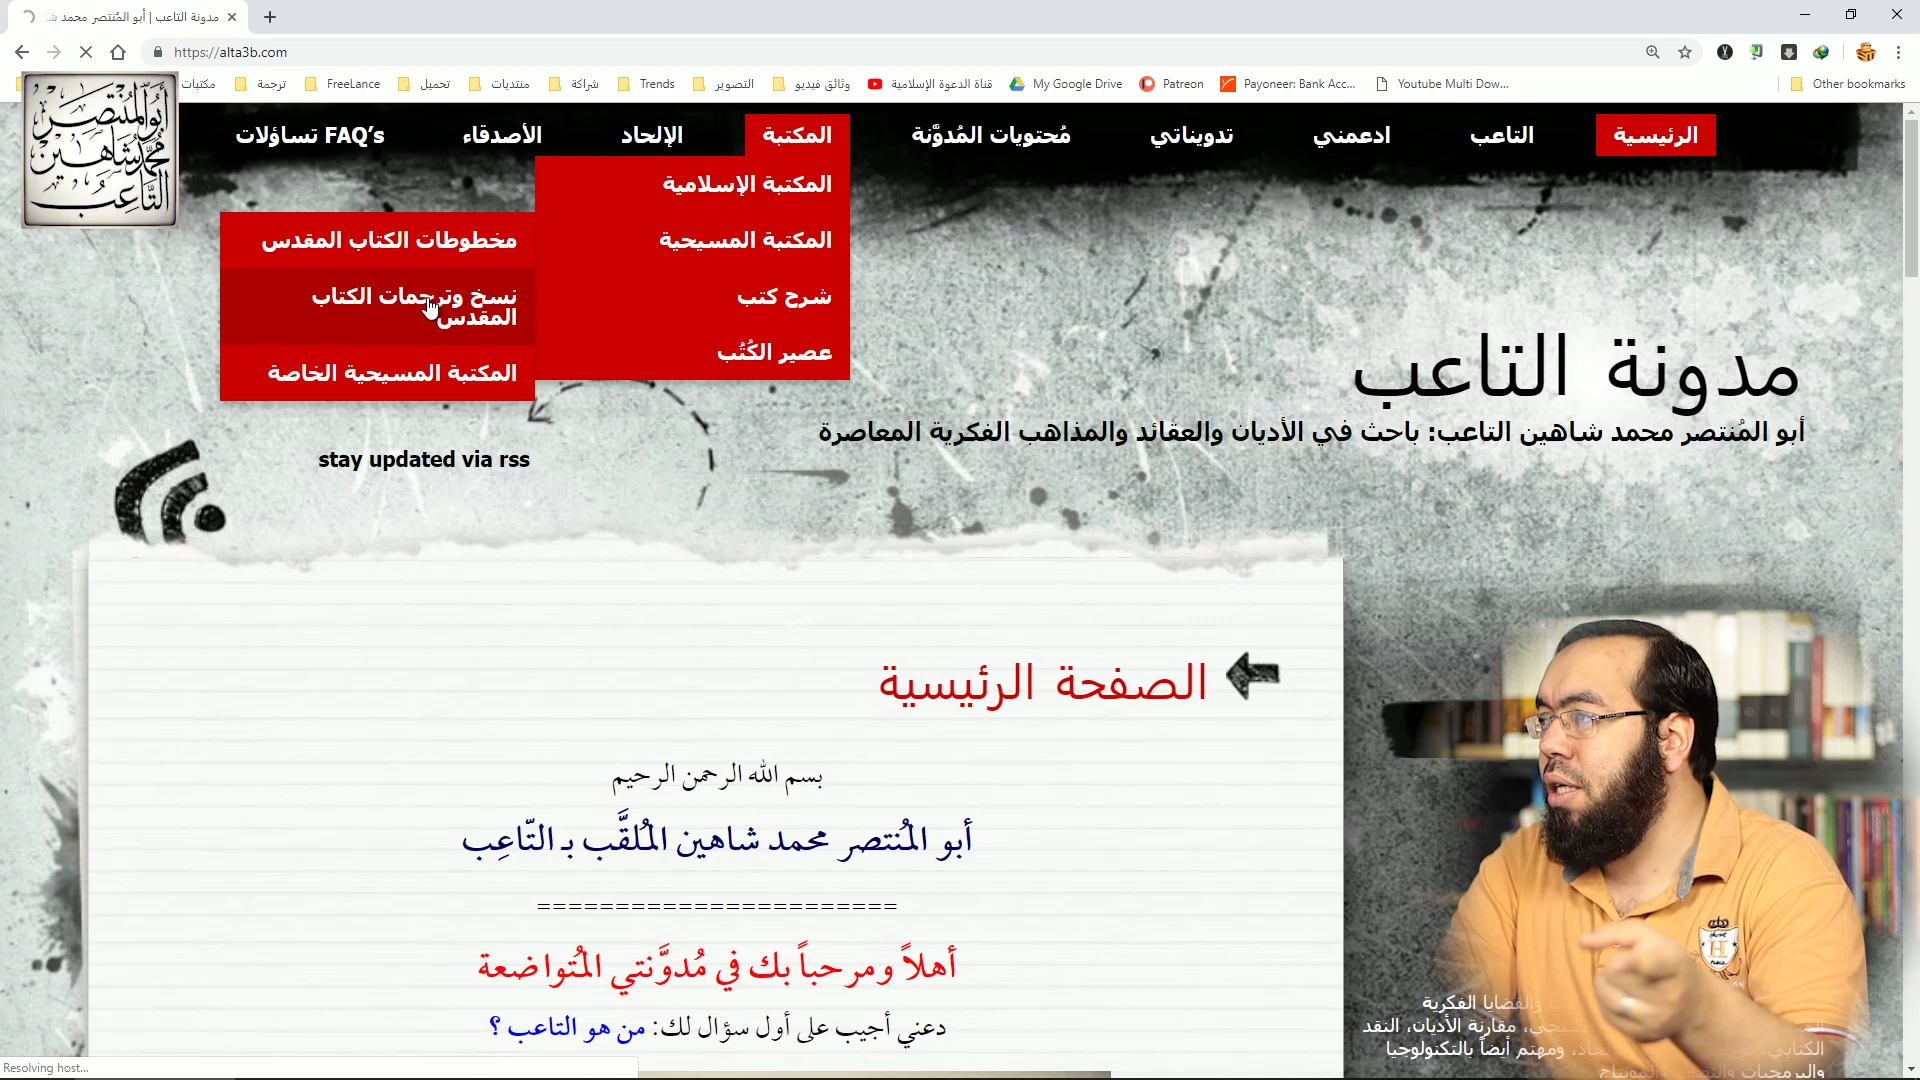 مدونة التاعب | أبو المُنتصر محمد
https://alta3b.com
مكتبات
ترجمة
FreeLance
تحميل
منتديات
شراكة
Trends
التصوير
وثائق فيديو
قناة الدعوة الإسلامية
My Google Drive
Patreon
Payoneer: Bank Acc...
Youtube Multi Dow...
Other bookmarks
أبو المنتصر
محمد شاهين
التاعب
الرئيسية
التاعب
ادعمني
تدويناتي
مُحتويات المُدوَّنة
المكتبة
الإلحاد
الأصدقاء
FAQ’s تساؤلات
المكتبة الإسلامية
المكتبة المسيحية
شرح كتب
عصير الكُتُب
مخطوطات الكتاب المقدس
نسخ وترجمات الكتاب
المقدس
المكتبة المسيحية الخاصة
مدونة التاعب
أبو المُنتصر محمد شاهين التاعب: باحث في الأديان والعقائد والمذاهب الفكرية المعاصرة
stay updated via rss
الصفحة الرئيسية
بسم الله الرحمن الرحيم
أبو المُنتصر محمد شاهين المُلقَّب بـ التّاعِب
=======================
أهلاً ومرحباً بك في مُدوَّنتي المُتواضعة
دعني أجيب على أول سؤال لك: من هو التاعب ؟
والقضايا الفكرية
مقارنة الأديان، النقد
ومهتم أيضاً بالتكنولوجيا
والبرمجيات
Resolving host...